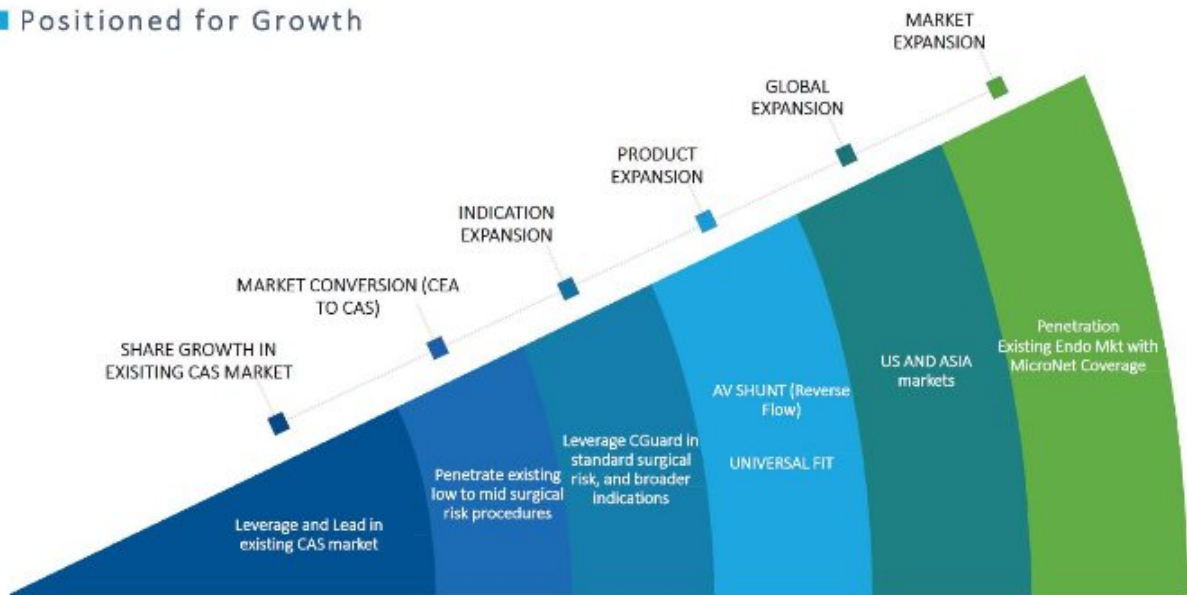 Positioned for Growth
MARKET
EXPANSION
GLOBAL
EXPANSION
PRODUCT
EXPANSION
INDICATION
EXPANSION
MARKET CONVERSION (CEA
TO CAS)
SHARE GROWTH IN
EXISITING CAS MARKET
Leverage and Lead in
existing CAS market
Penetrate existing
low to mid surgical
risk procedures
Leverage CGuard in
standard surgical
risk, and broader
indications
AV SHUNT (Reverse
Flow)
UNIVERSAL FIT
US AND ASIA
markets
Penetration
Existing Endo Mkt with
MicroNet Coverage